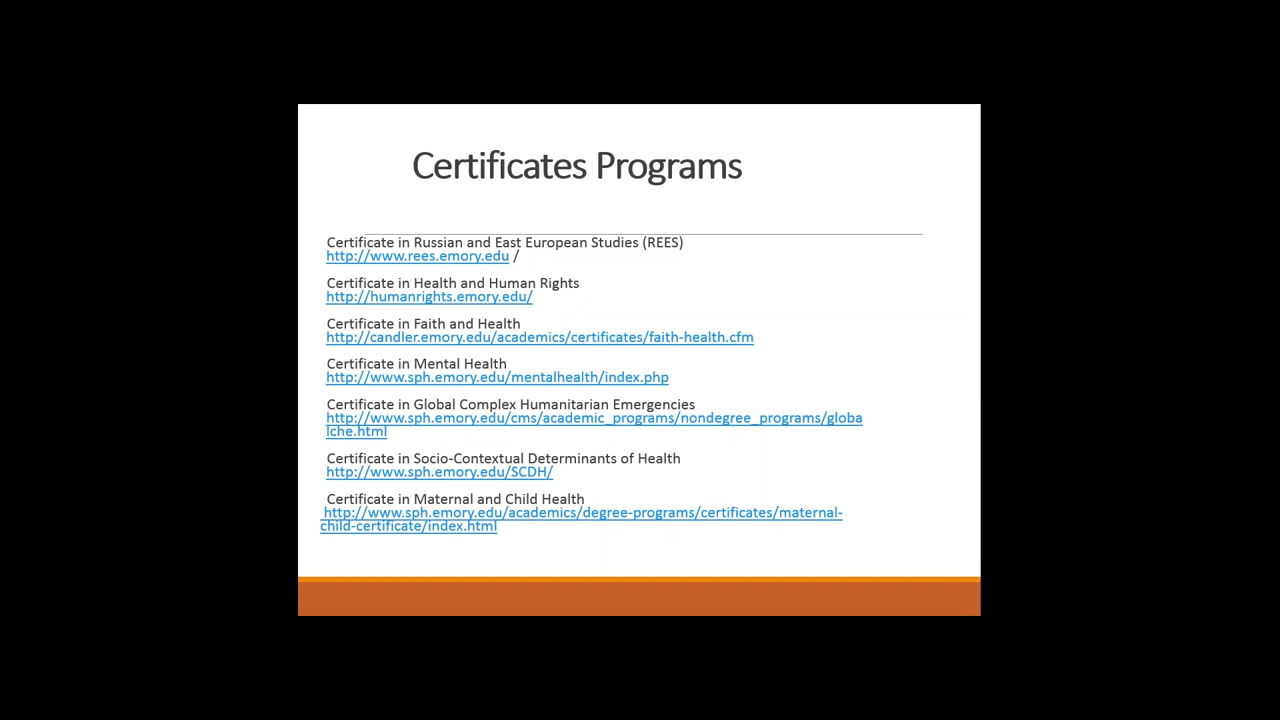 Certificates Programs
Certificate in Russian and East European Studies (REES)
http://www.rees.emory.edu /
Certificate in Health and Human Rights
http://humanrights.emory.edu/
Certificate in Faith and Health
http://candler.emory.edu/academics/certificates/faith-health.cfm
Certificate in Mental Health
http://www.sph.emory.edu/mentalhealth/index.php
Certificate in Global Complex Humanitarian Emergencies
http://www.sph.emory.edu/cms/academic_programs/nondegree_programs/globa
lche.html
Certificate in Socio-Contextual Determinants of Health
http://www.sph.emory.edu/SCDH/
Certificate in Maternal and Child Health
http://www.sph.emory.edu/academics/degree-programs/certificates/maternal-
child-certificate/index.html